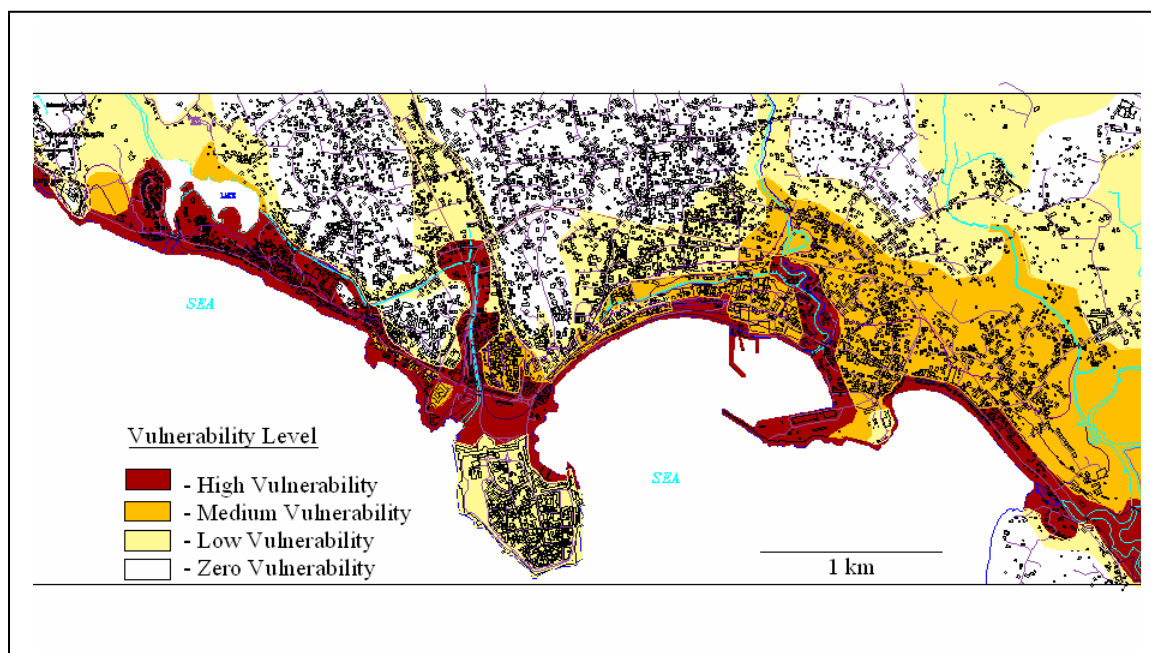 SEA
SEA
Vulnerability Level
- High Vulnerability
- Medium Vulnerability
- Low Vulnerability
- Zero Vulnerability
1 km